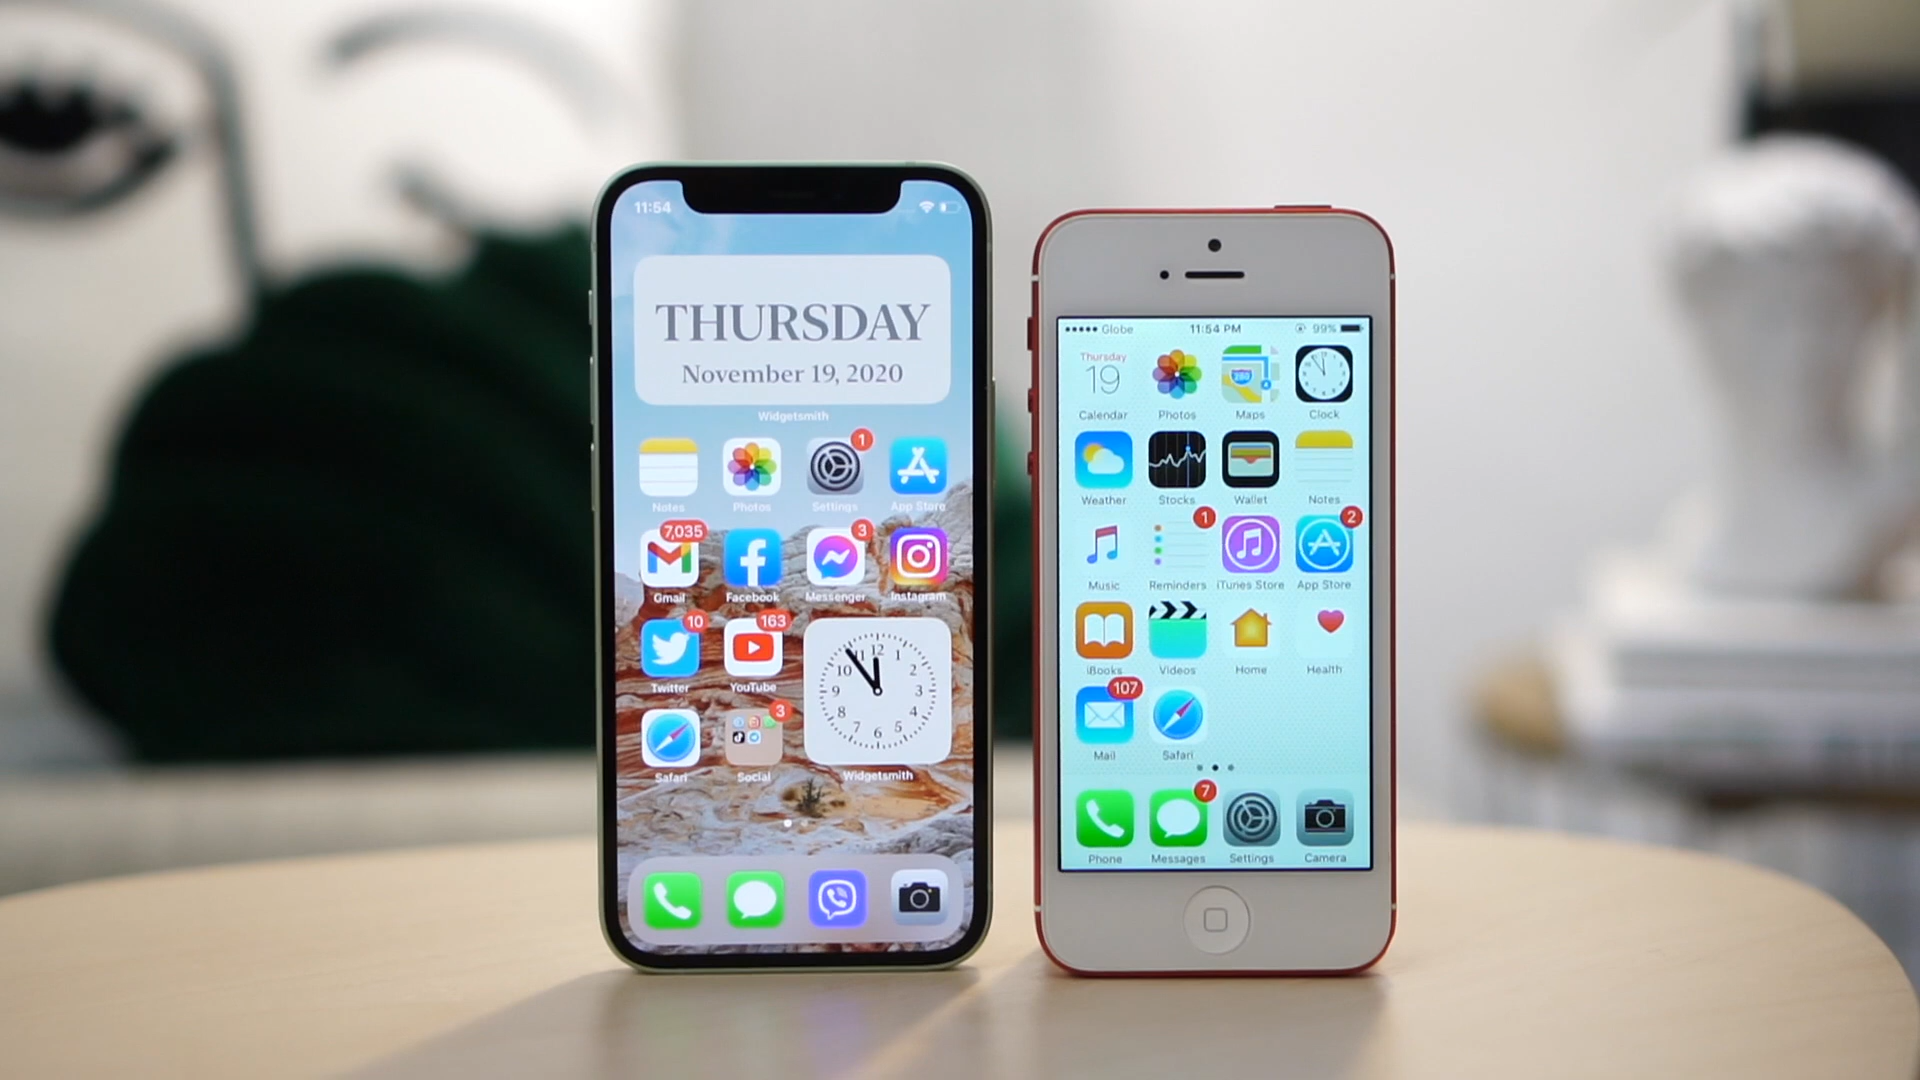 11:54
THURSDAY
November 19, 2020
Widgetsmith
1
Notes Photos Settings App Store
7,035 3
Gmail Facebook Messenger Instagram
10 163
Twitter YouTube
3
Safari Social
12 1 2 3 4 5 6 7 8 9 10 11
Widgetsmith
Globe 11:54 PM 99%
Thursday
19
280
12
Calendar Photos Maps Clock
Weather Stocks Wallet Notes
1 2
Music Reminders iTunes Store App Store
iBooks Videos Home Health
107
Mail Safari
7
Phone Messages Settings Camera